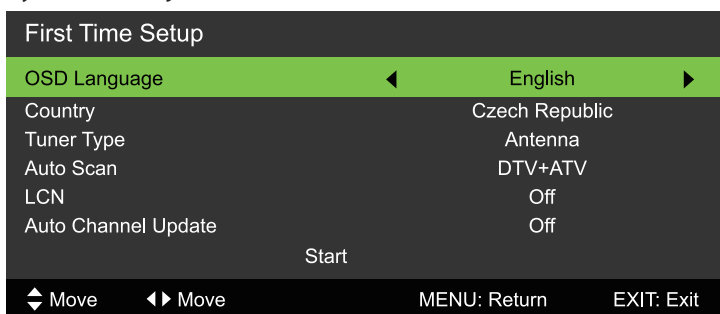 First Time Setup
OSD Language English
Country Czech Republic
Tuner Type Antenna
Auto Scan DTV+ATV
LCN Off
Auto Channel Update Off
Start
Move Move MENU: Return EXIT: Exit